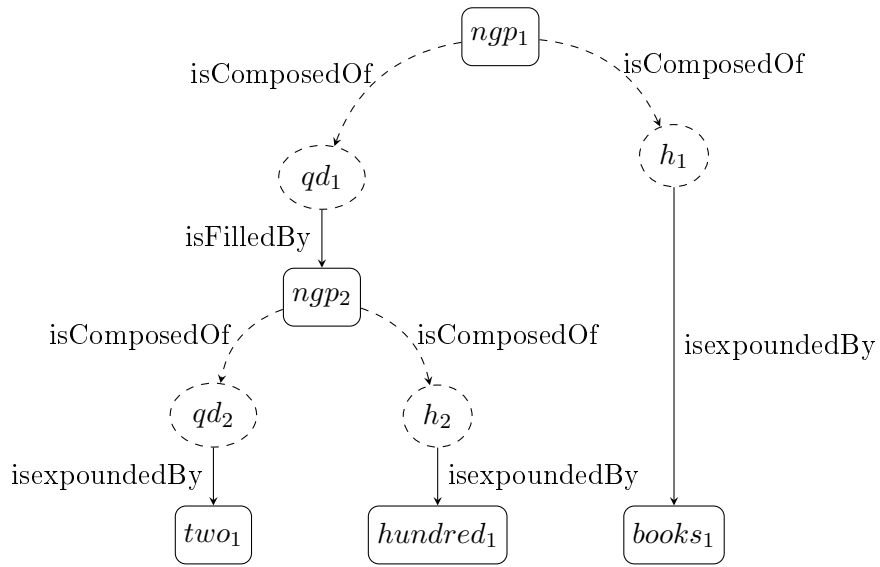 ngp₁
isComposedOf isComposedOf
h₁
qd₁
isFilledBy
ngp₂
isComposedOf isComposedOf
isexpoundedBy
qd₂ h₂
isexpoundedBy isexpoundedBy
two₁ hundred₁ books₁